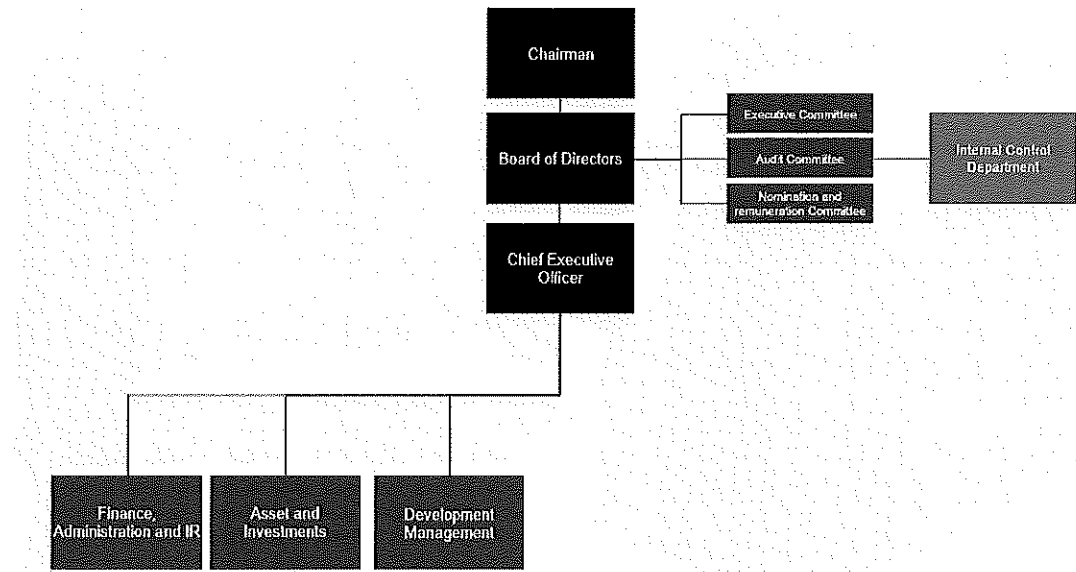 Chairman
Board of Directors
Executive Committee
Audit Committee
Nomination and
remuneration Committee
Internal Control
Department
Chief Executive
Officer
Finance,
Administration and IR
Asset and
Investments
Development
Management